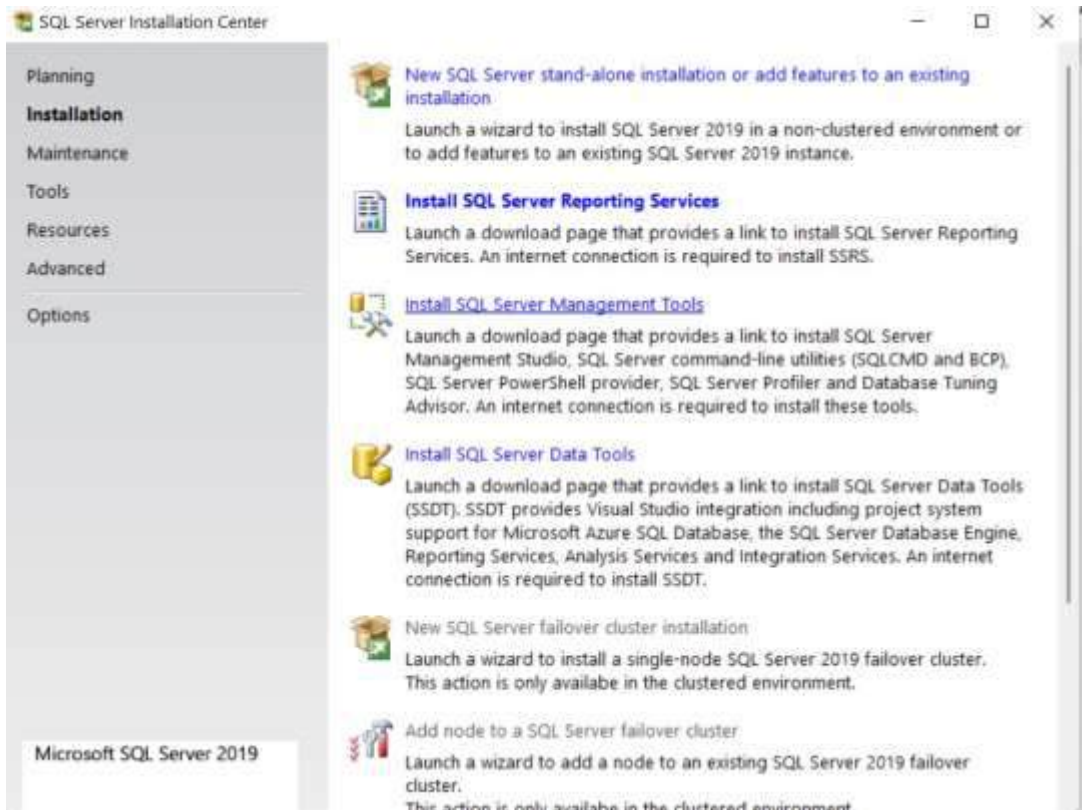 SQL Server Installation Center
Planning
Installation
Maintenance
Tools
Resources
Advanced
Options
Microsoft SQL Server 2019
New SQL Server stand-alone installation or add features to an existing
installation
Launch a wizard to install SQL Server 2019 in a non-clustered environment or
to add features to an existing SQL Server 2019 instance.
Install SQL Server Reporting Services
Launch a download page that provides a link to install SQL Server Reporting
Services. An internet connection is required to install SSRS.
Install SQL Server Management Tools
Launch a download page that provides a link to install SQL Server
Management Studio, SQL Server command-line utilities (SQLCMD and BCP),
SQL Server PowerShell provider, SQL Server Profiler and Database Tuning
Advisor. An internet connection is required to install these tools.
Install SQL Server Data Tools
Launch a download page that provides a link to install SQL Server Data Tools
(SSDT). SSDT provides Visual Studio integration including project system
support for Microsoft Azure SQL Database, the SQL Server Database Engine,
Reporting Services, Analysis Services and Integration Services. An internet
connection is required to install SSDT.
New SQL Server failover cluster installation
Launch a wizard to install a single-node SQL Server 2019 failover cluster.
This action is only availabe in the clustered environment.
Add node to a SQL Server failover cluster
Launch a wizard to add a node to an existing SQL Server 2019 failover
cluster.
This action is only availabe in the clustered environment.